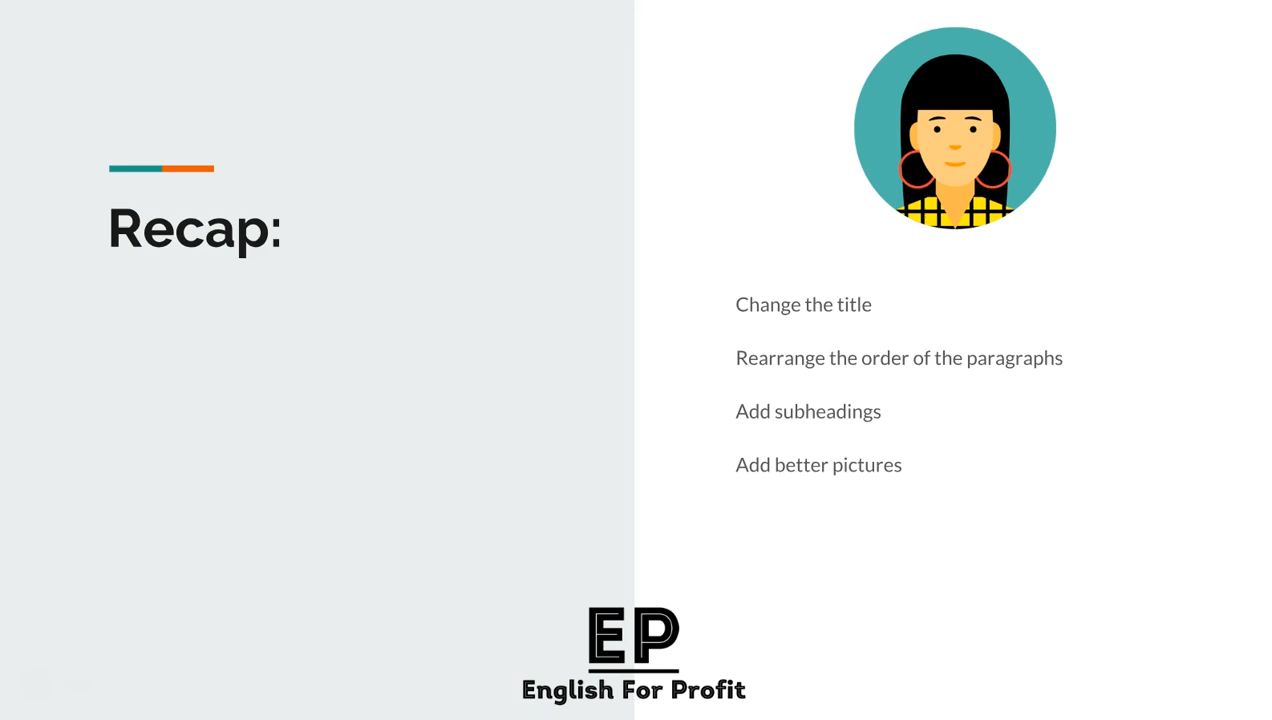 Recap:
Change the title
Rearrange the order of the paragraphs
Add subheadings
Add better pictures
EP
English For Profit